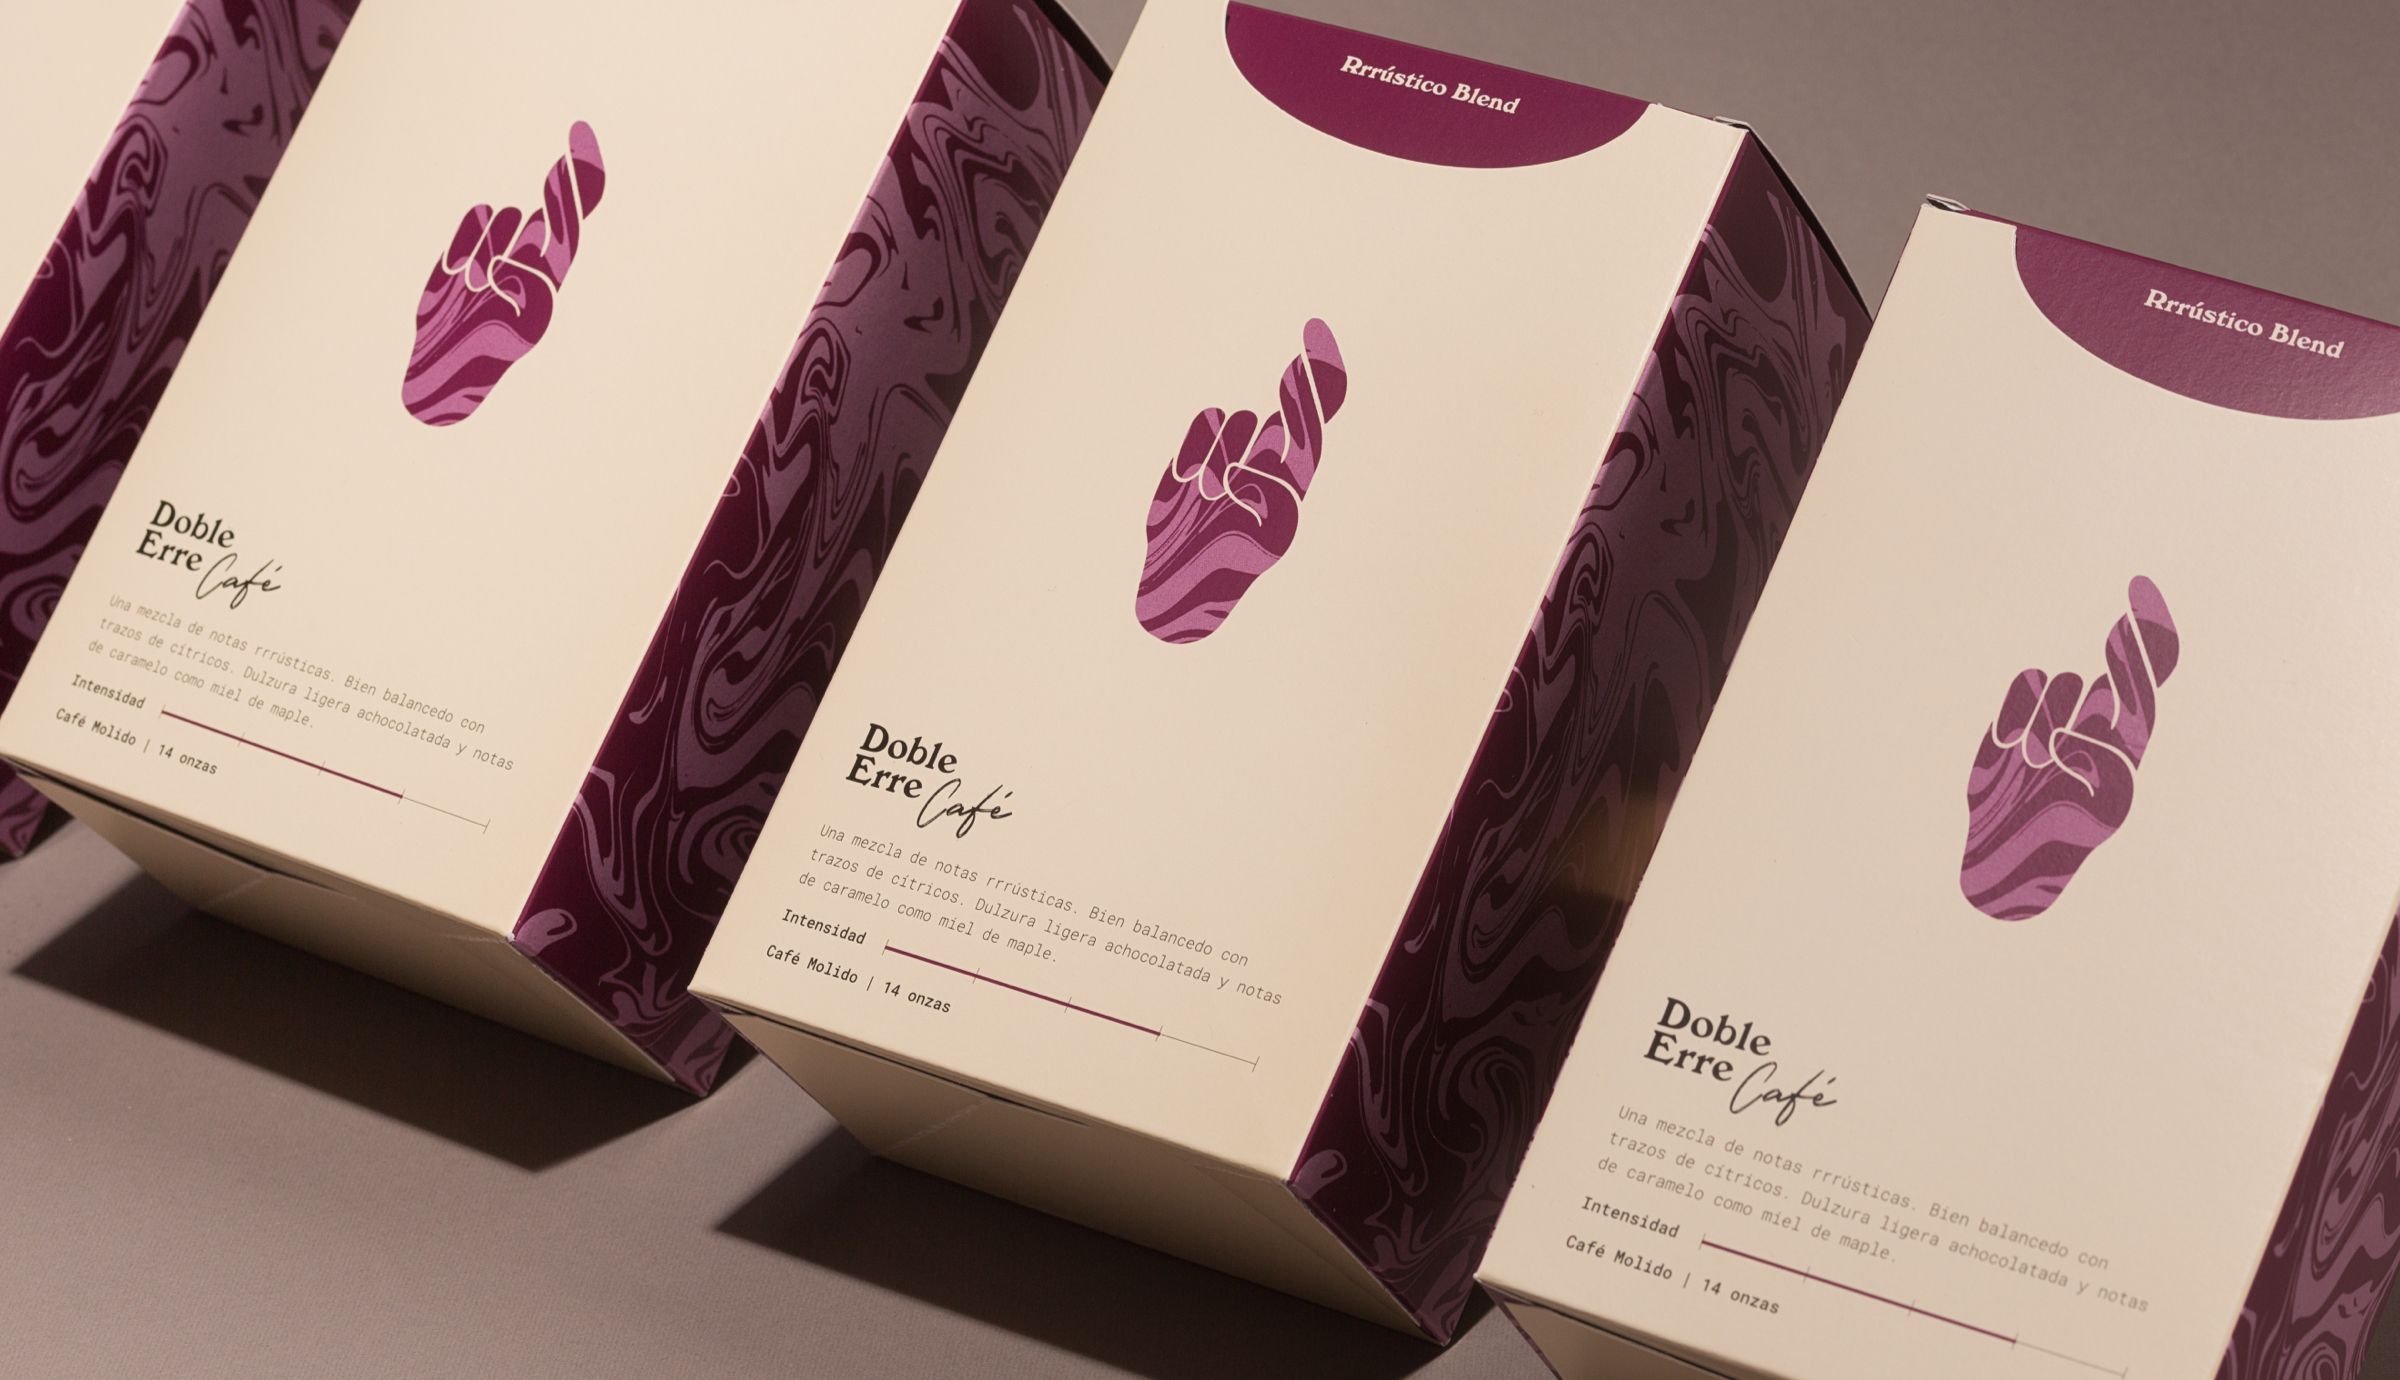 Doble
Erre Café
Una mezcla de notas rrrústicas. Bien balancedo con
trazos de cítricos. Dulzura ligera achocolatada y notas
de caramelo como miel de maple.
Intensidad
Café Molido | 14 onzas
Rrrústico Blend
Doble
Erre Café
Una mezcla de notas rrrústicas. Bien balancedo con
trazos de cítricos. Dulzura ligera achocolatada y notas
de caramelo como miel de maple.
Intensidad
Café Molido | 14 onzas
Rrrústico Blend
Doble
Erre Café
Una mezcla de notas rrrústicas. Bien balancedo con
trazos de cítricos. Dulzura ligera achocolatada y notas
de caramelo como miel de maple.
Intensidad
Café Molido | 14 onzas